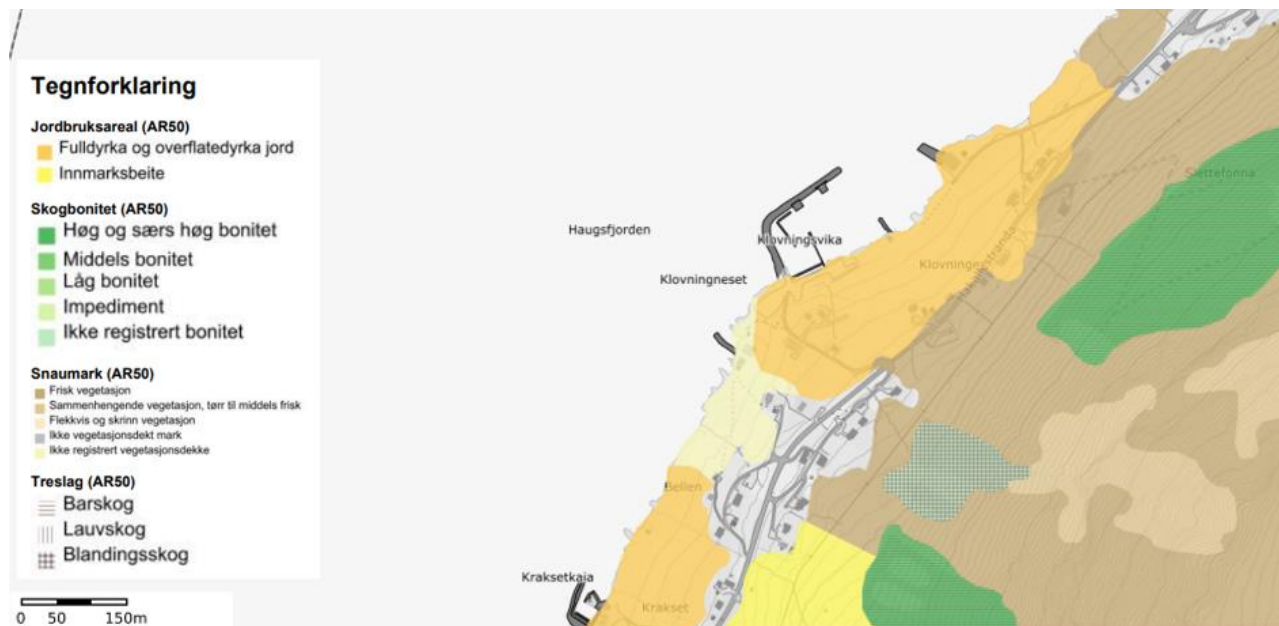 Tegnforklaring
Jordbruksareal (AR50)
Fulldyrka og overflatedyrka jord
Innmarksbeite
Skogbonitet (AR50)
Høg og særs høg bonitet
Middels bonitet
Låg bonitet
Impediment
Ikke registrert bonitet
Snaumark (AR50)
Frisk vegetasjon
Sammenhengende vegetasjon, tørr til middels frisk
Flekkvis og skrinn vegetasjon
Ikke vegetasjonsdekt mark
Ikke registrert vegetasjonsdekke
Treslag (AR50)
Barskog
Lauvskog
Blandingsskog
0 50 150m
Slettefonna
Haugsfjorden
Klovningsvika
Klovningneset
Bellen
Kraksetkaia
Krakset